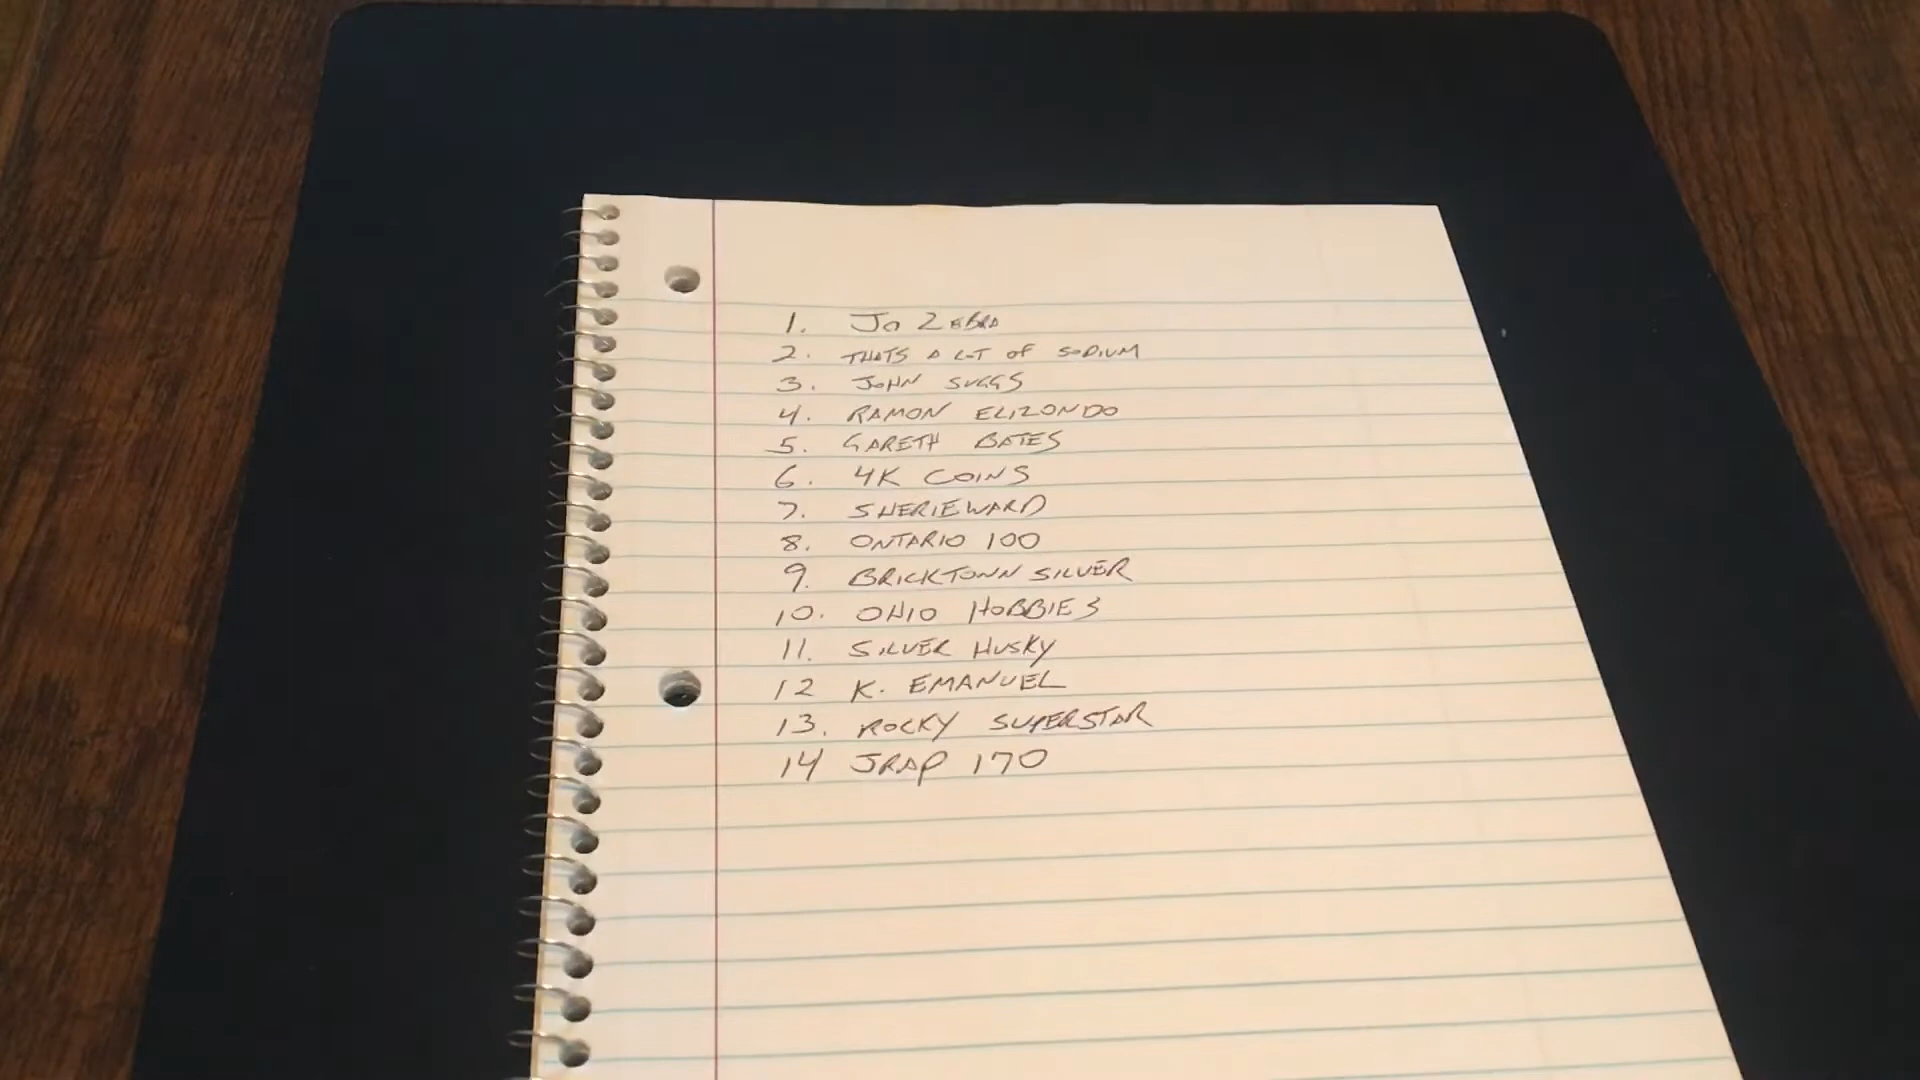 1. Jo ZEBRA
2. THATS A LOT OF SODIUM
3. JOHN SUGGS
4. RAMON ELIZONDO
5. GARETH BATES
6. 4K COINS
7. SHERIEWARD
8. ONTARIO 100
9. BRICKTOWN SILVER
10. OHIO HOBBIES
11. SILVER HUSKY
12 K. EMANUEL
13. ROCKY SUPERSTAR
14 JRAP 170